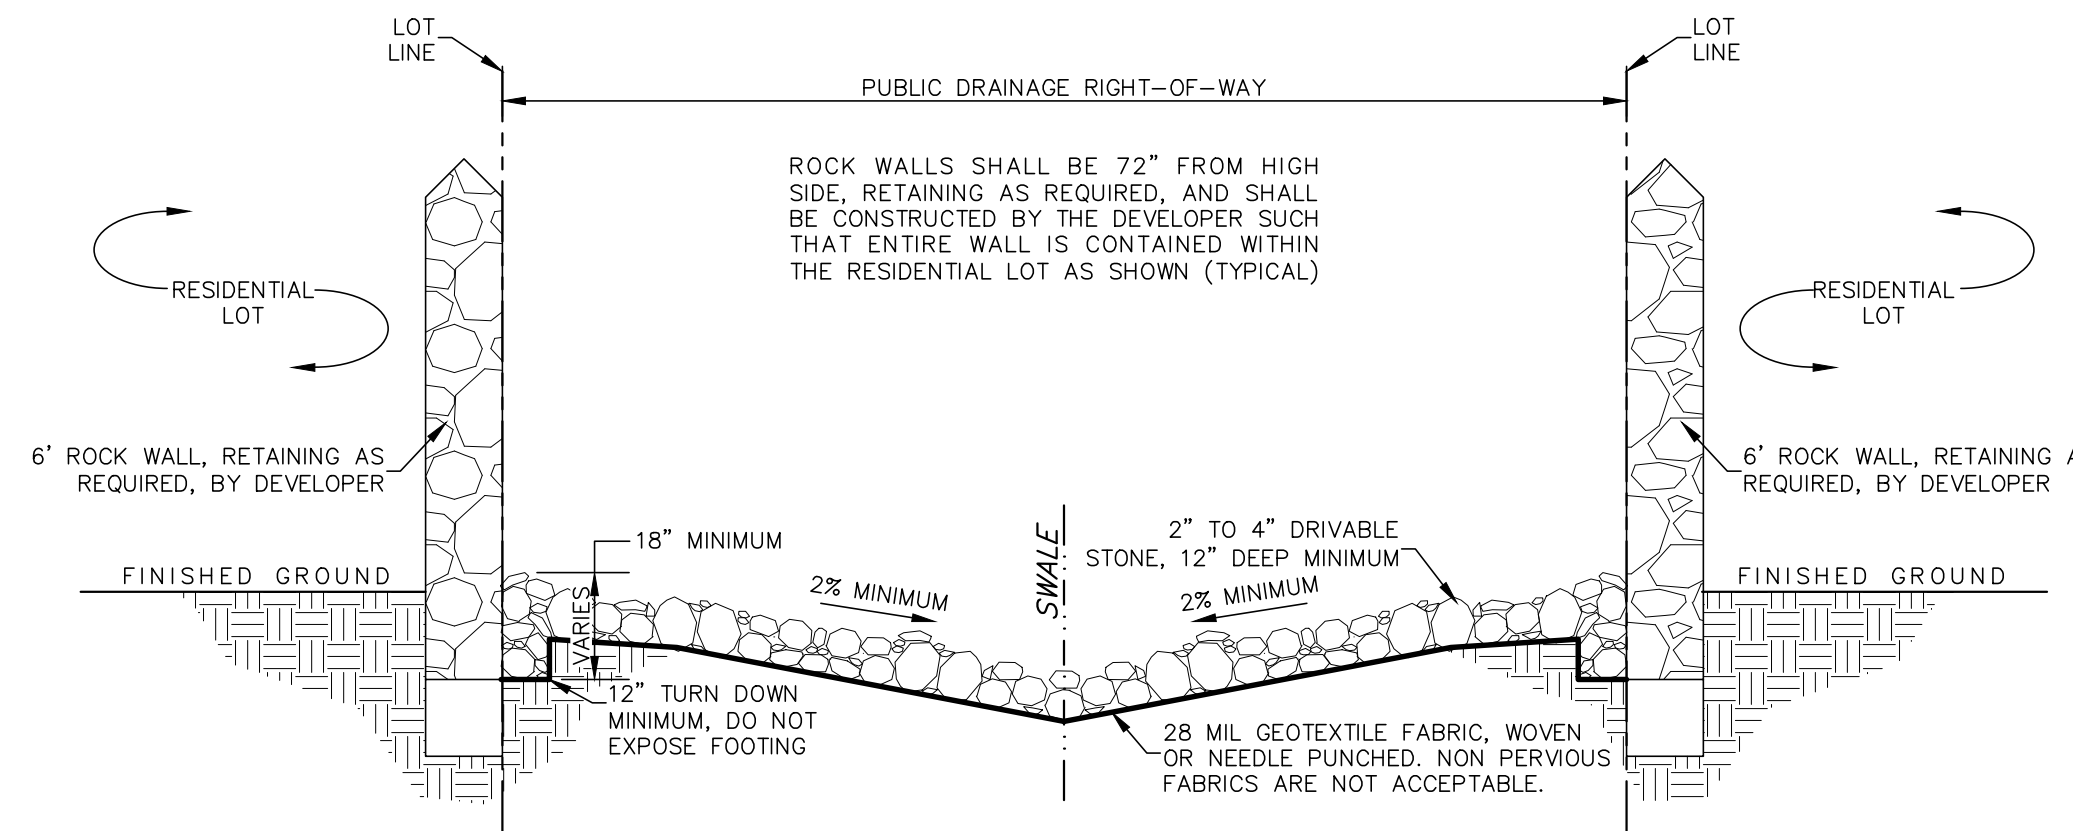 LOT
LINE
LOT
LINE
PUBLIC DRAINAGE RIGHT-OF-WAY
ROCK WALLS SHALL BE 72" FROM HIGH
SIDE, RETAINING AS REQUIRED, AND SHALL
BE CONSTRUCTED BY THE DEVELOPER SUCH
THAT ENTIRE WALL IS CONTAINED WITHIN
THE RESIDENTIAL LOT AS SHOWN (TYPICAL)
RESIDENTIAL
LOT
RESIDENTIAL
LOT
6' ROCK WALL, RETAINING AS
REQUIRED, BY DEVELOPER
6' ROCK WALL, RETAINING A
REQUIRED, BY DEVELOPER
18" MINIMUM
SWALE
2" TO 4" DRIVABLE
STONE, 12" DEEP MINIMUM
FINISHED GROUND
VARIES
2% MINIMUM
2% MINIMUM
FINISHED GROUND
12" TURN DOWN
MINIMUM, DO NOT
EXPOSE FOOTING
28 MIL GEOTEXTILE FABRIC, WOVEN
OR NEEDLE PUNCHED. NON PERVIOUS
FABRICS ARE NOT ACCEPTABLE.